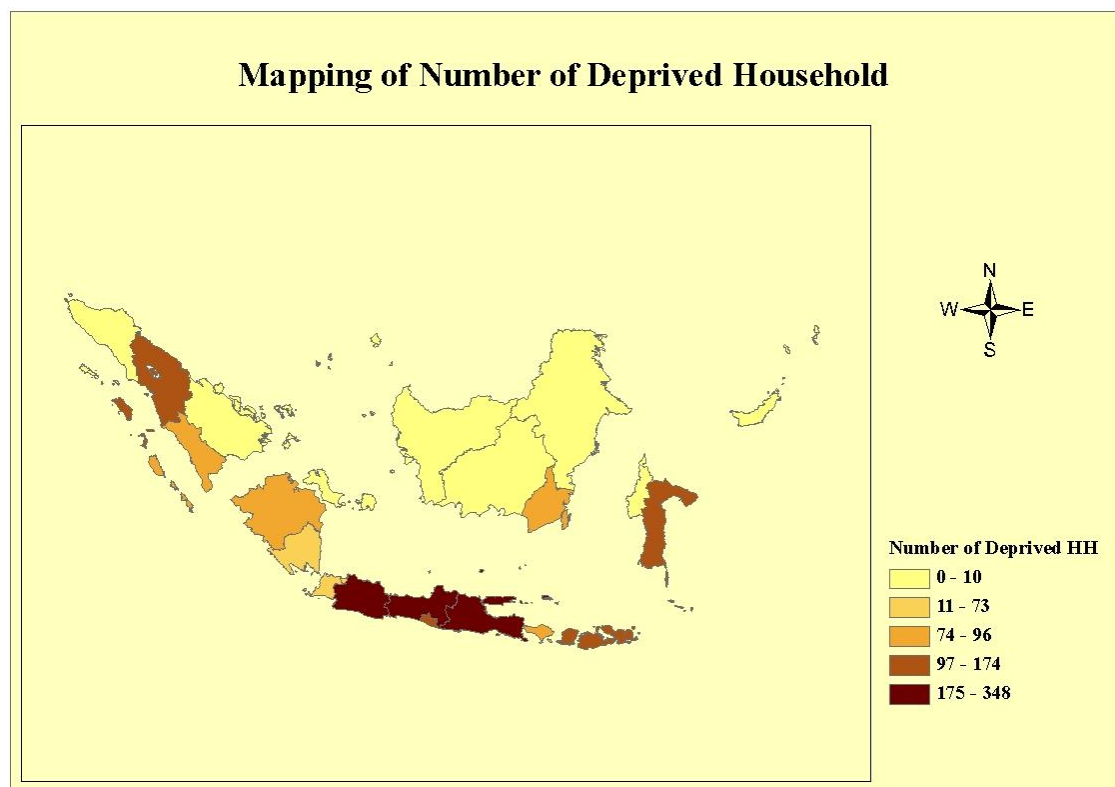 Mapping of Number of Deprived Household
N
W E
S
Number of Deprived HH
0 - 10
11 - 73
74 - 96
97 - 174
175 - 348